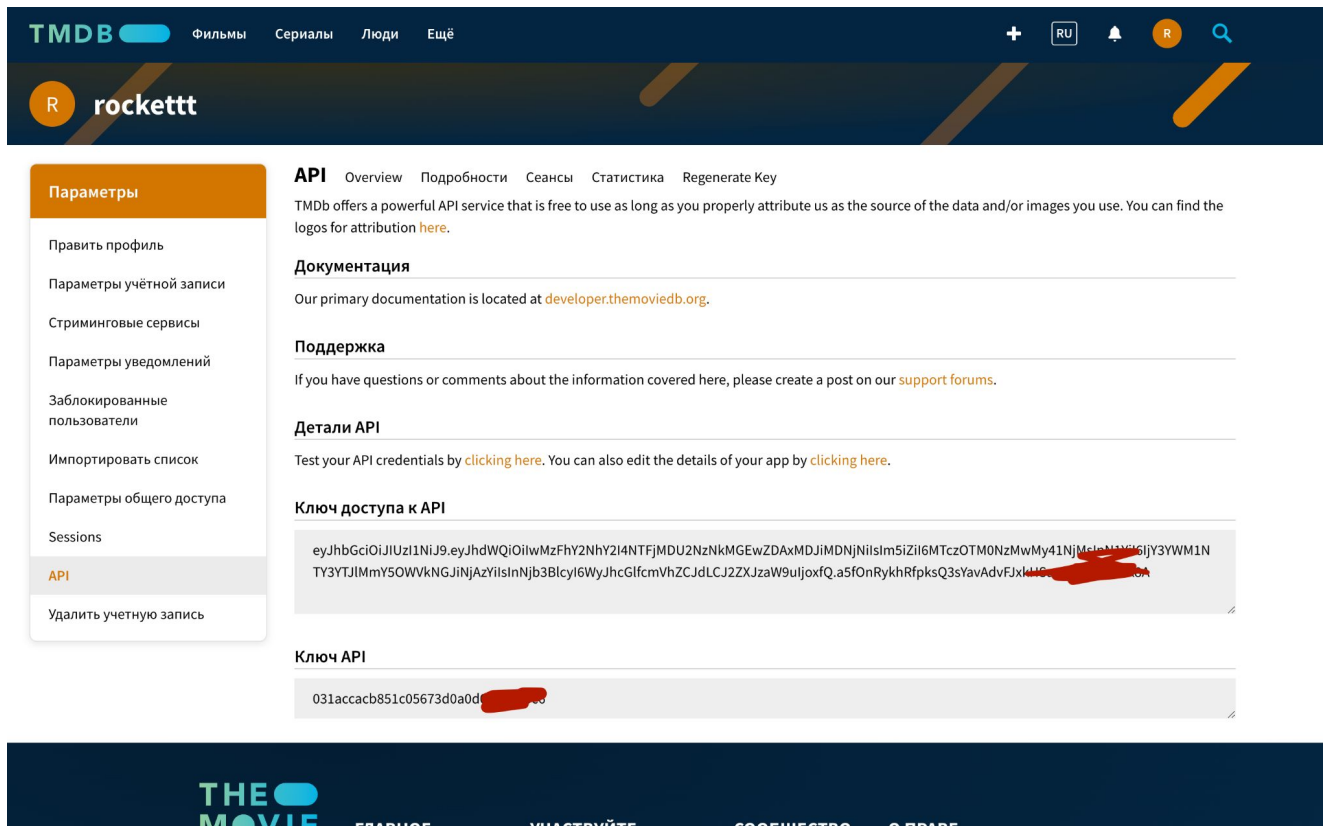 TMDB Фильмы Сериалы Люди Ещё RU R
R rockettt
Параметры
Править профиль
Параметры учётной записи
Стриминговые сервисы
Параметры уведомлений
Заблокированные
пользователи
Импортировать список
Параметры общего доступа
Sessions
API
Удалить учетную запись
API Overview Подробности Сеансы Статистика Regenerate Key
TMDb offers a powerful API service that is free to use as long as you properly attribute us as the source of the data and/or images you use. You can find the
logos for attribution here.
Документация
Our primary documentation is located at developer.themoviedb.org.
Поддержка
If you have questions or comments about the information covered here, please create a post on our support forums.
Детали API
Test your API credentials by clicking here. You can also edit the details of your app by clicking here.
Ключ доступа к API
Ключ API
THE